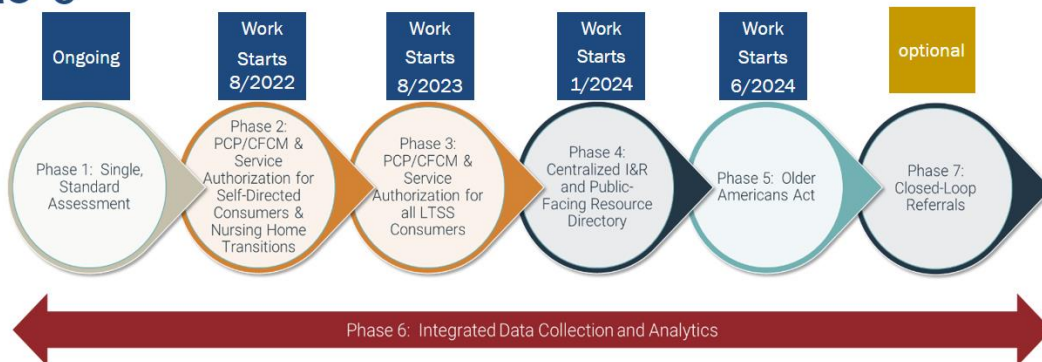 Ongoing
Work
Starts
8/2022
Work
Starts
8/2023
Work
Starts
1/2024
Work
Starts
6/2024
optional
Phase 1: Single,
Standard
Assessment
Phase 2:
PCP/CFCM &
Service
Authorization for
Self-Directed
Consumers &
Nursing Home
Transitions
Phase 3:
PCP/CFCM &
Service
Authorization for
all LTSS
Consumers
Phase 4:
Centralized I&R
and Public-
Facing Resource
Directory
Phase 5: Older
Americans Act
Phase 7:
Closed-Loop
Referrals
Phase 6: Integrated Data Collection and Analytics